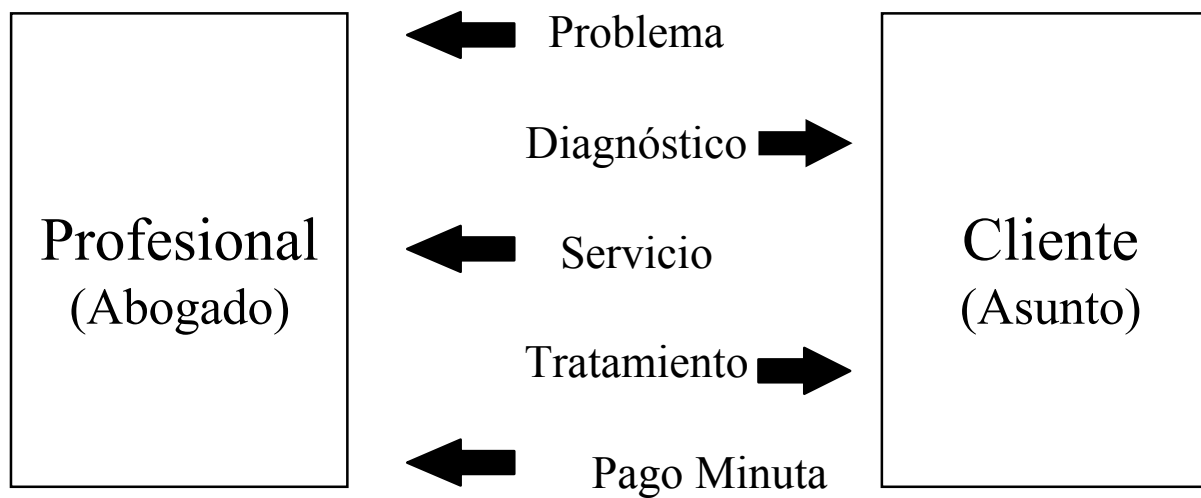 Problema
Diagnóstico
Profesional
(Abogado)
Servicio
Cliente
(Asunto)
Tratamiento
Pago Minuta